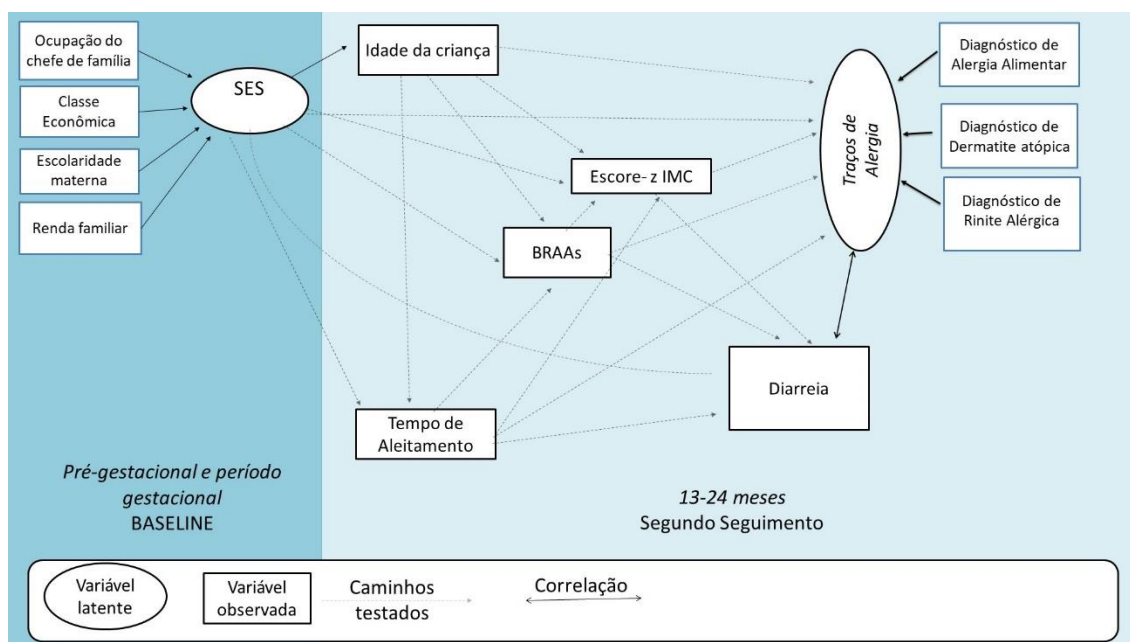 Ocupação do
chefe de família
Classe
Econômica
Escolaridade
materna
Renda familiar
SES
Idade da criança
Escore- z IMC
BRAAs
Tempo de
Aleitamento
Traços de
Alergia
Diagnóstico de
Alergia Alimentar
Diagnóstico de
Dermatite atópica
Diagnóstico de
Rinite Alérgica
Diarreia
Pré-gestacional e período
gestacional
BASELINE
13-24 meses
Segundo Seguimento
Variável
latente
Variável
observada
Caminhos
testados
Correlação